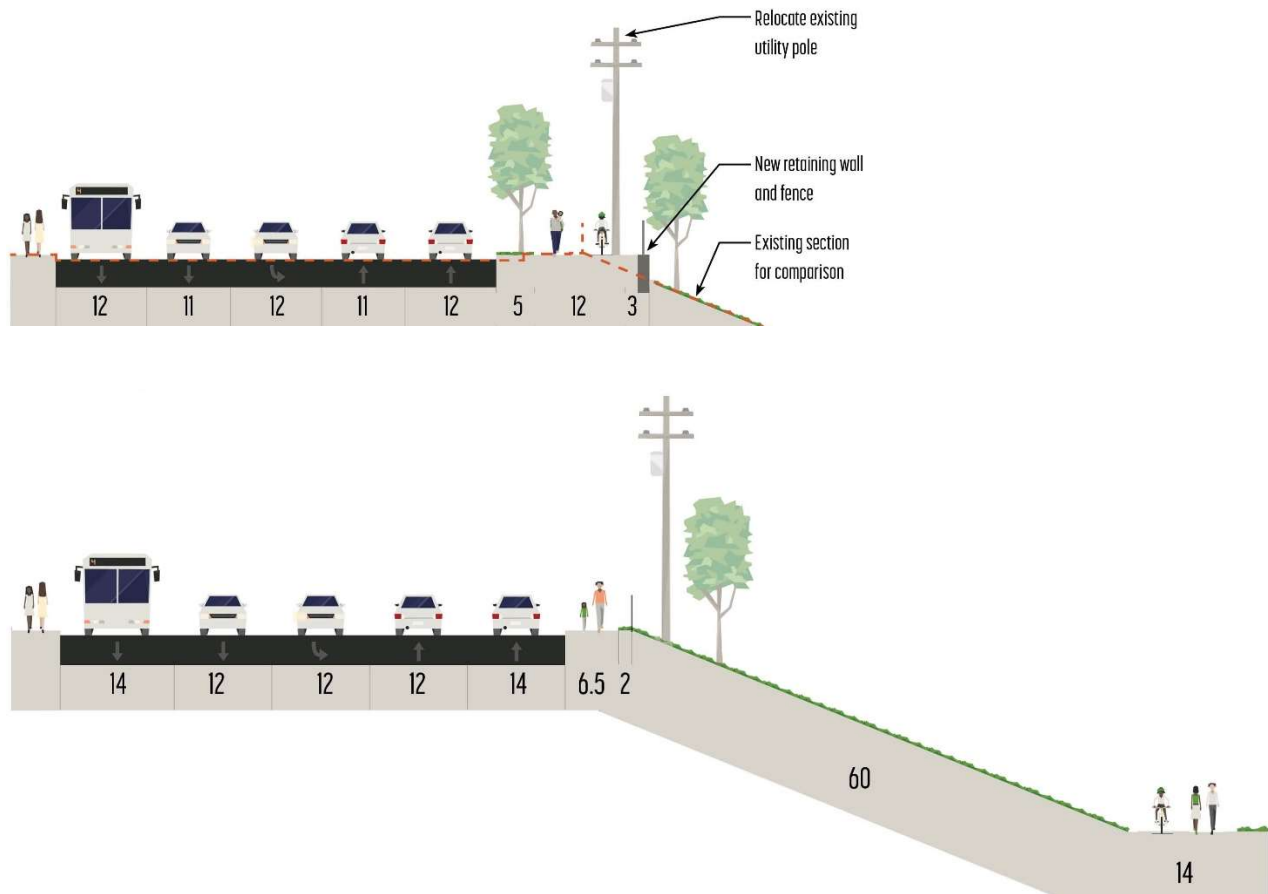 Relocate existing
utility pole
New retaining wall
and fence
Existing section
for comparison
12 11 12 11 12 5 12 3
14 12 12 12 14 6.5 2
60
14